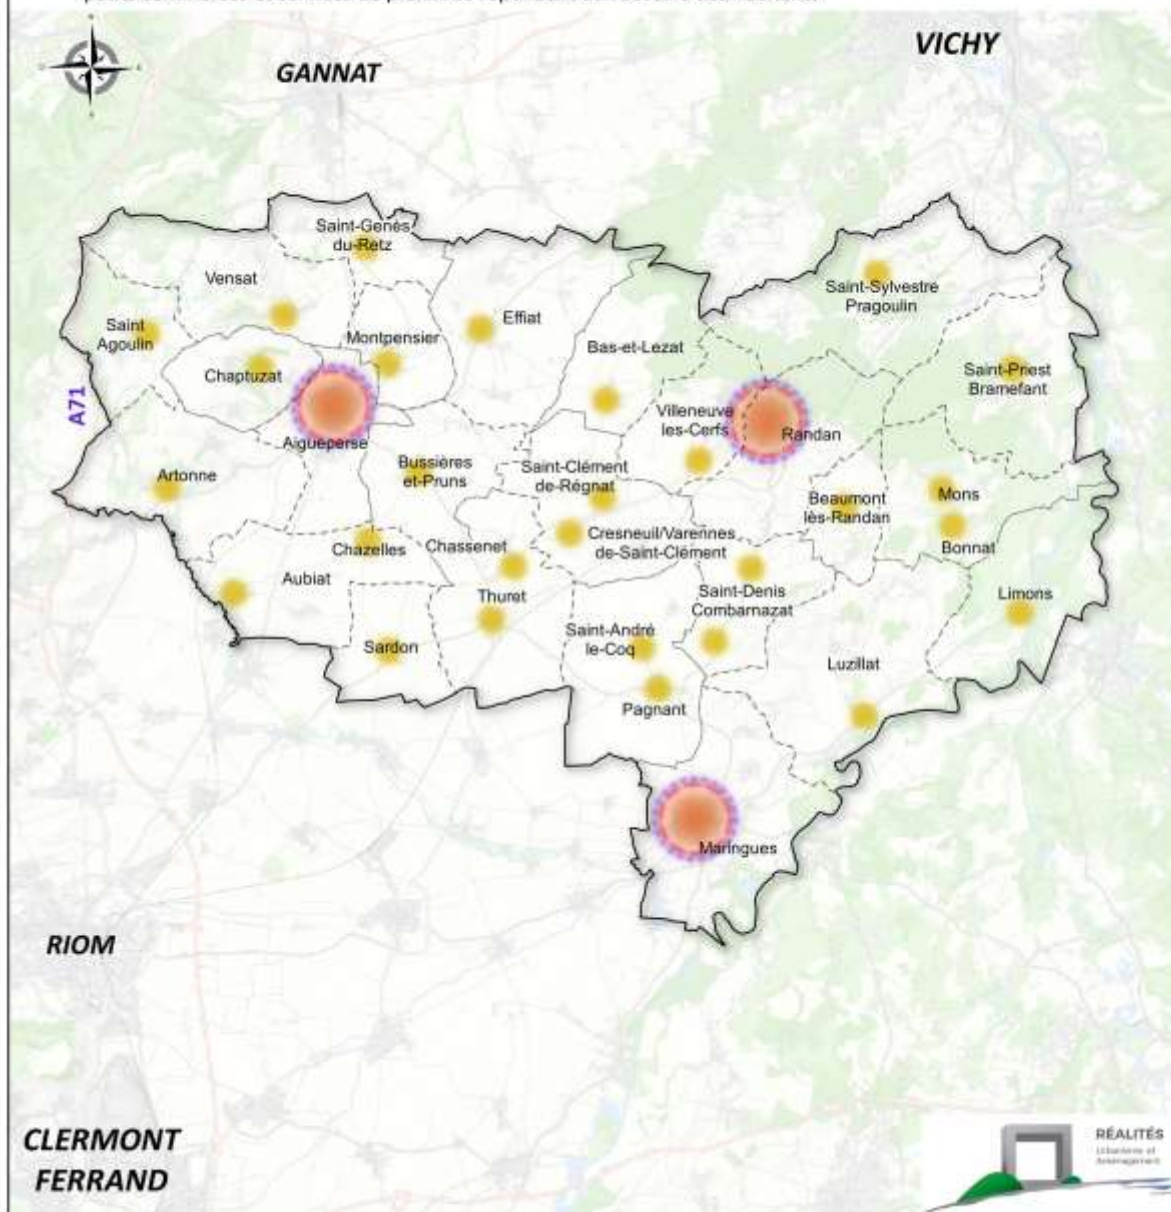 VICHY
GANNAT
Saint-Genès
du-Retz
Vensat
Saint-Sylvestre
Pragoulin
Saint
Agoulin
Montpensier
Effiat
Bas-et-Lezat
Chaptuzat
Saint-Priest
Bramefant
A71
Villeneuve
les-Cerfs
Randan
Aigueperse
Artonne
Bussières
et-Pruns
Saint-Clément
de-Régnat
Beaumont
lès-Randan
Mons
Chazelles
Chassenet
Cresneuil/Varennes
de-Saint-Clément
Bonnat
Aubiat
Thuret
Saint-Denis
Combarnazat
Limons
Sardon
Saint-André
le-Coq
Luzillat
Pagnant
Maringues
RIOM
CLERMONT
FERRAND
RÉALITÉS
Urbanisme et
Aménagement